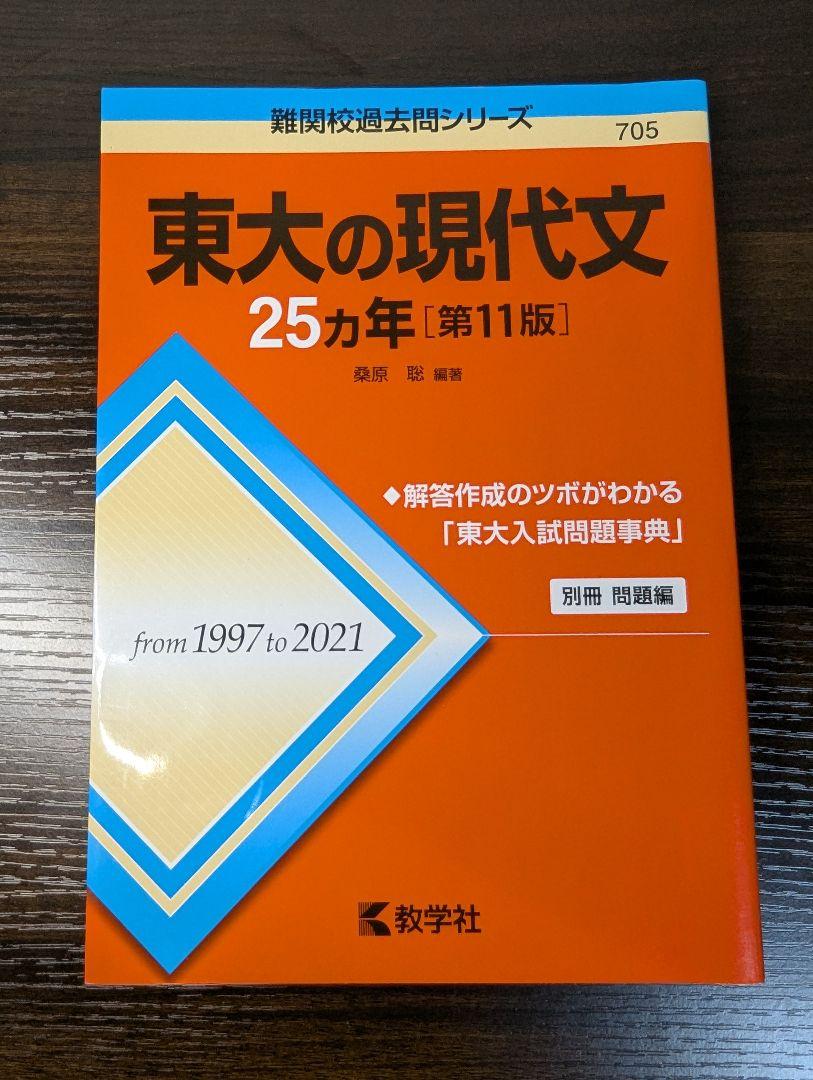 難関校過去問シリーズ
705
東大の現代文
25カ年[第11版]
桑原 聡 編著
◆解答作成のツボがわかる
「東大入試問題事典」
別冊 問題編
from 1997 to 2021
教学社